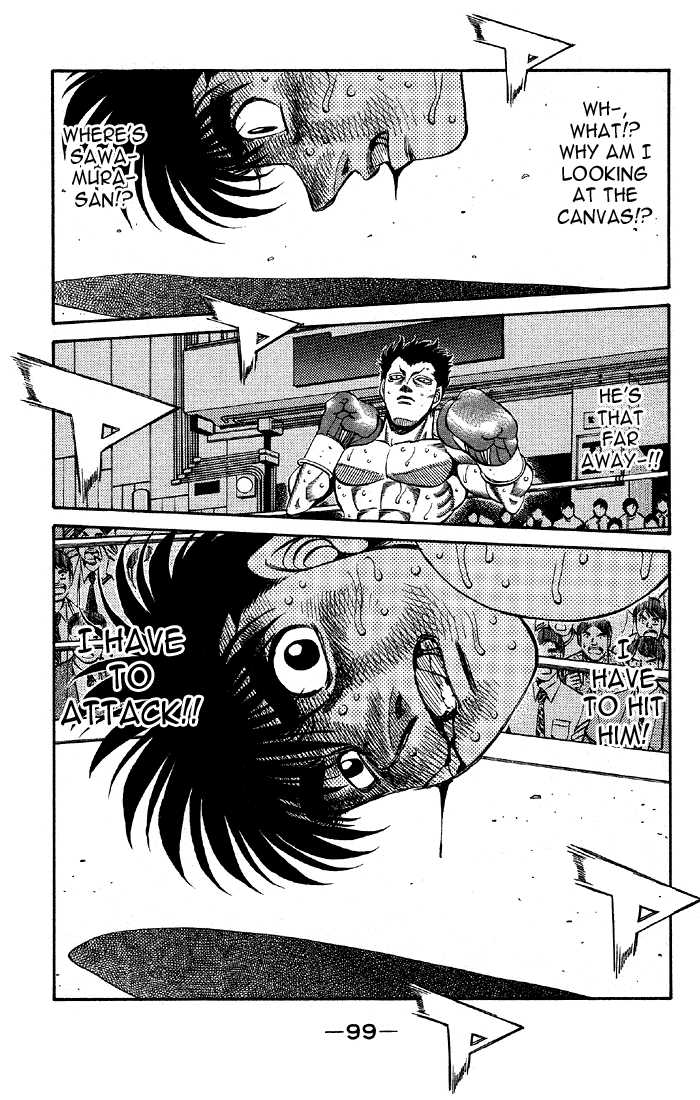 WH-,
WHAT!?
WHY AM I
LOOKING
AT THE
CANVAS!?
WHERE'S
SAWA-
MURA-
SAN!?
HE'S
THAT
FAR
AWAY-!!
I
HAVE
TO HIT
HIM!
I HAVE
TO
ATTACK!!
—99—